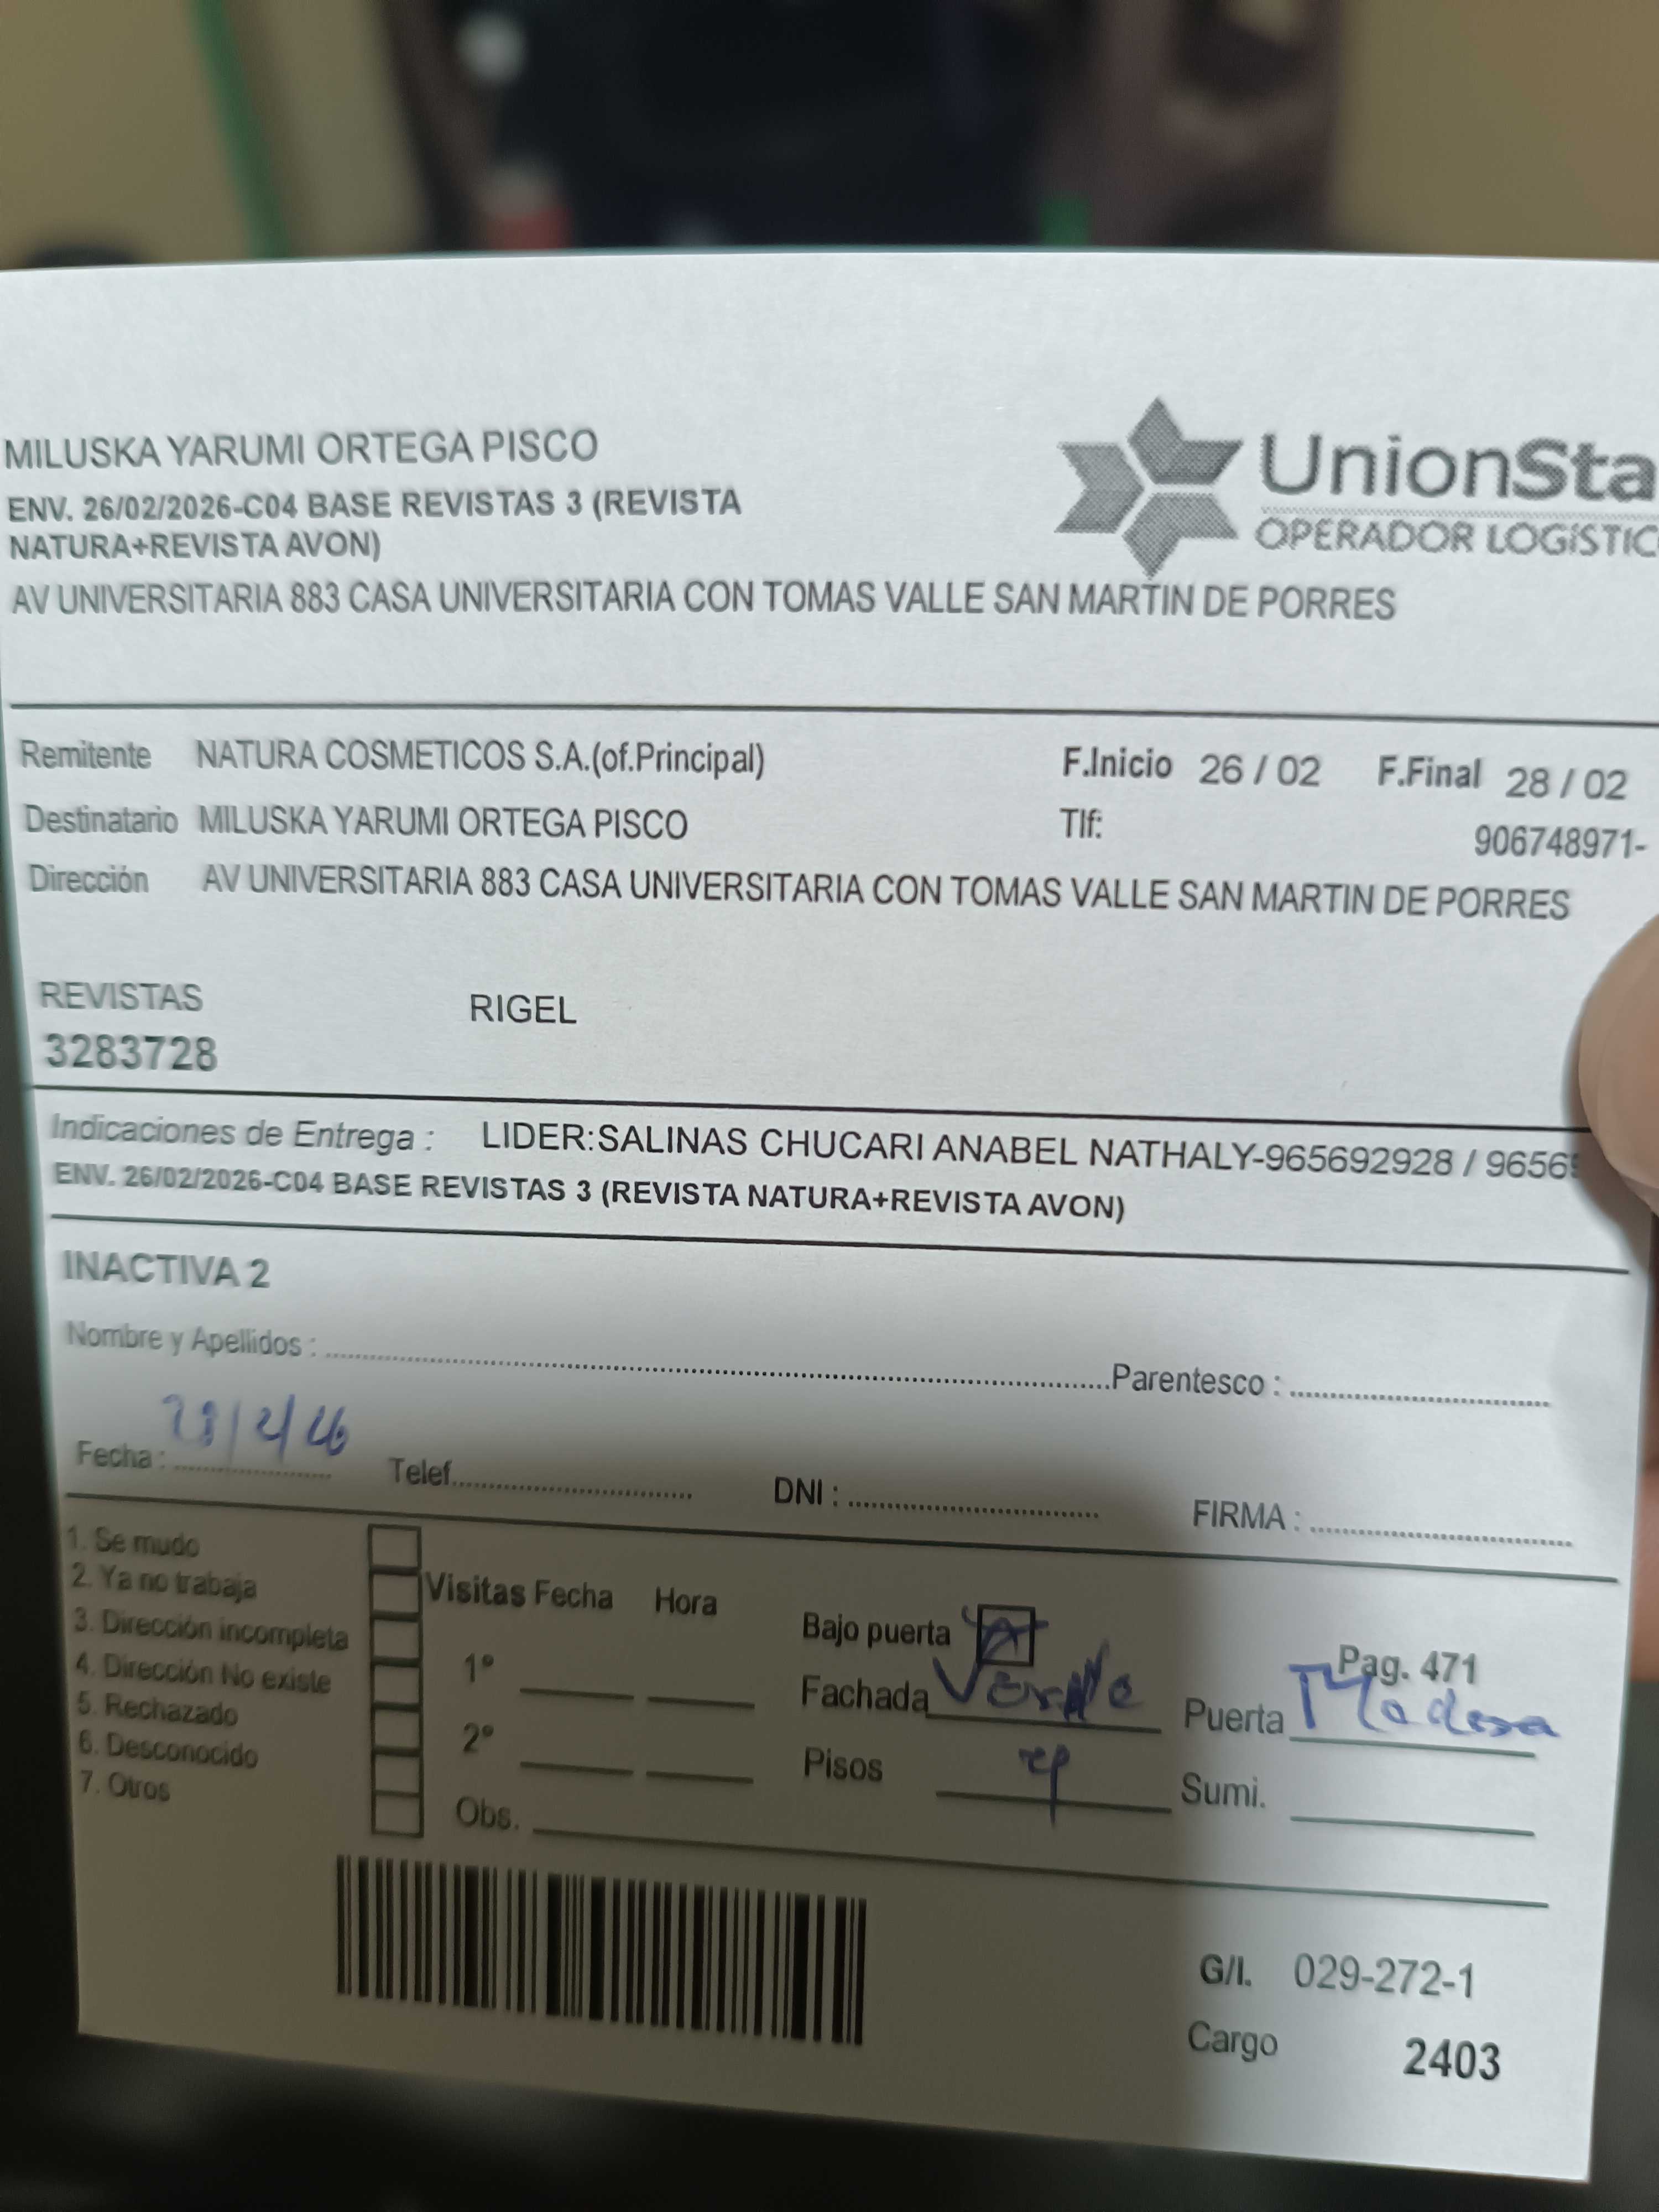 MILUSKA YARUMI ORTEGA PISCO
ENV. 26/02/2026-C04 BASE REVISTAS 3 (REVISTA
NATURA+REVISTA AVON)
AV UNIVERSITARIA 883 CASA UNIVERSITARIA CON TOMAS VALLE SAN MARTIN DE PORRES
UnionSta
OPERADOR LOGÍSTIC
Remitente NATURA COSMETICOS S.A.(of.Principal) F.Inicio 26 / 02 F.Final 28 / 02
Destinatario MILUSKA YARUMI ORTEGA PISCO Tlf: 906748971-
Dirección AV UNIVERSITARIA 883 CASA UNIVERSITARIA CON TOMAS VALLE SAN MARTIN DE PORRES
REVISTAS RIGEL
3283728
Indicaciones de Entrega : LIDER:SALINAS CHUCARI ANABEL NATHALY-965692928 / 9656
ENV. 26/02/2026-C04 BASE REVISTAS 3 (REVISTA NATURA+REVISTA AVON)
INACTIVA 2
Nombre y Apellidos : Parentesco :
Fecha : Telef. DNI : FIRMA :
1. Se mudo
2. Ya no trabaja
3. Dirección incompleta
4. Dirección No existe
5. Rechazado
6. Desconocido
7. Otros
Visitas Fecha Hora
1°
2°
Obs.
Bajo puerta
Pag. 471
Fachada Puerta Madera
Pisos Sumi.
G/I. 029-272-1
Cargo 2403